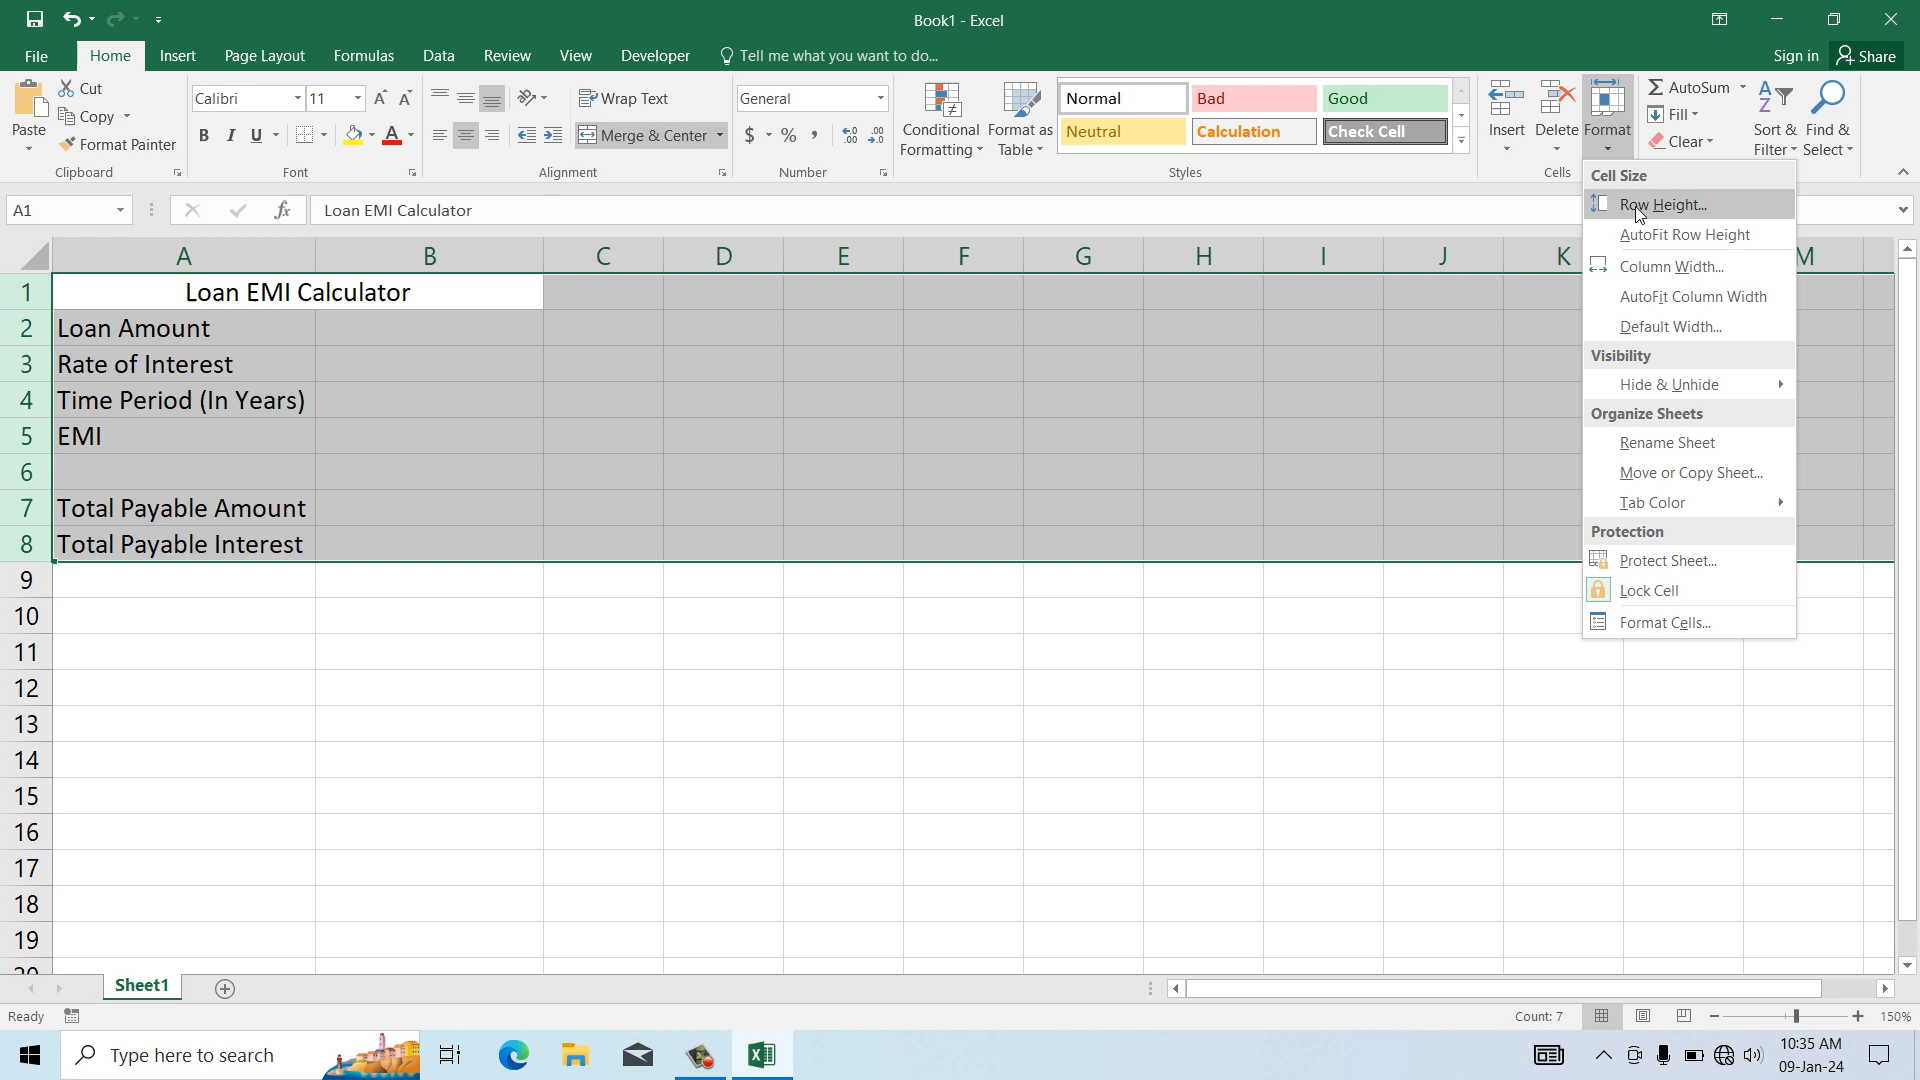 Book1 - Excel
File Home Insert Page Layout Formulas Data Review View Developer Tell me what you want to do... Sign in Share
Paste
Cut
Copy
Format Painter
Clipboard
Calibri 11
B I U
Font
Wrap Text
Merge & Center
Alignment
General
$ % ,
Number
Conditional Formatting
Format as Table
Normal Bad Good
Neutral Calculation Check Cell
Styles
Insert Delete Format
Cells
AutoSum
Fill
Clear
Sort & Filter
Find & Select
A1 fx Loan EMI Calculator
A B C D E F G H I J K M
1 Loan EMI Calculator
2 Loan Amount
3 Rate of Interest
4 Time Period (In Years)
5 EMI
6
7 Total Payable Amount
8 Total Payable Interest
9
10
11
12
13
14
15
16
17
18
19
20
Cell Size
Row Height...
AutoFit Row Height
Column Width...
AutoFit Column Width
Default Width...
Visibility
Hide & Unhide
Organize Sheets
Rename Sheet
Move or Copy Sheet...
Tab Color
Protection
Protect Sheet...
Lock Cell
Format Cells...
Sheet1
Ready Count: 7 150%
Type here to search
10:35 AM
09-Jan-24